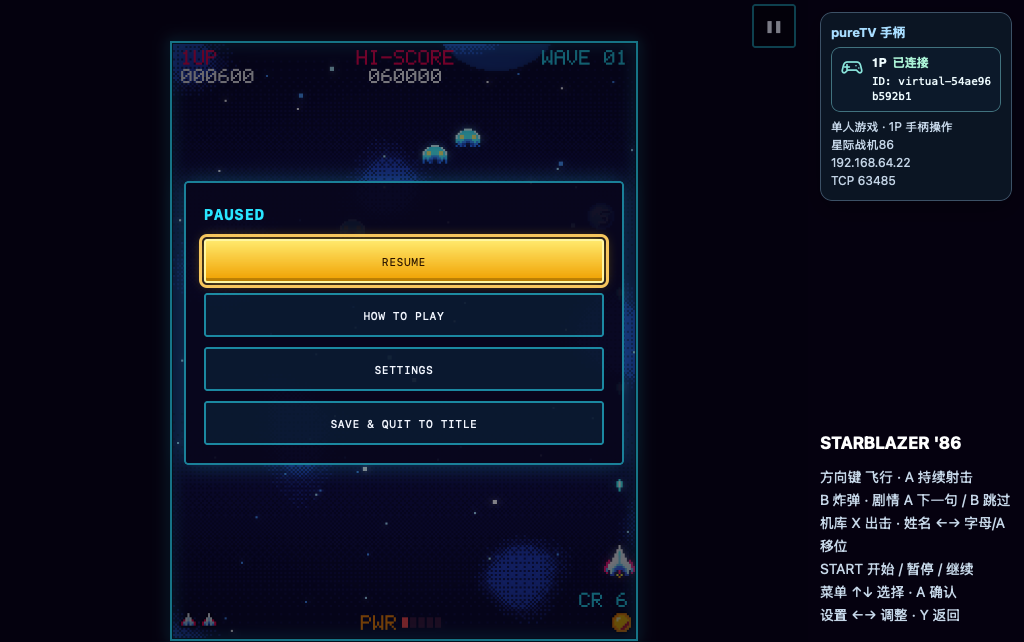 1UP HI-SCORE WAVE 01
000600 060000
PAUSED
RESUME
HOW TO PLAY
SETTINGS
SAVE & QUIT TO TITLE
CR 6
PWR
pureTV 手柄
1P 已连接
ID: virtual-54ae96
b592b1
单人游戏 · 1P 手柄操作
星际战机86
192.168.64.22
TCP 63485
STARBLAZER '86
方向键 飞行 · A 持续射击
B 炸弹 · 剧情 A 下一句 / B 跳过
机库 X 出击 · 姓名 ←→ 字母/A
移位
START 开始 / 暂停 / 继续
菜单 ↑↓ 选择 · A 确认
设置 ←→ 调整 · Y 返回